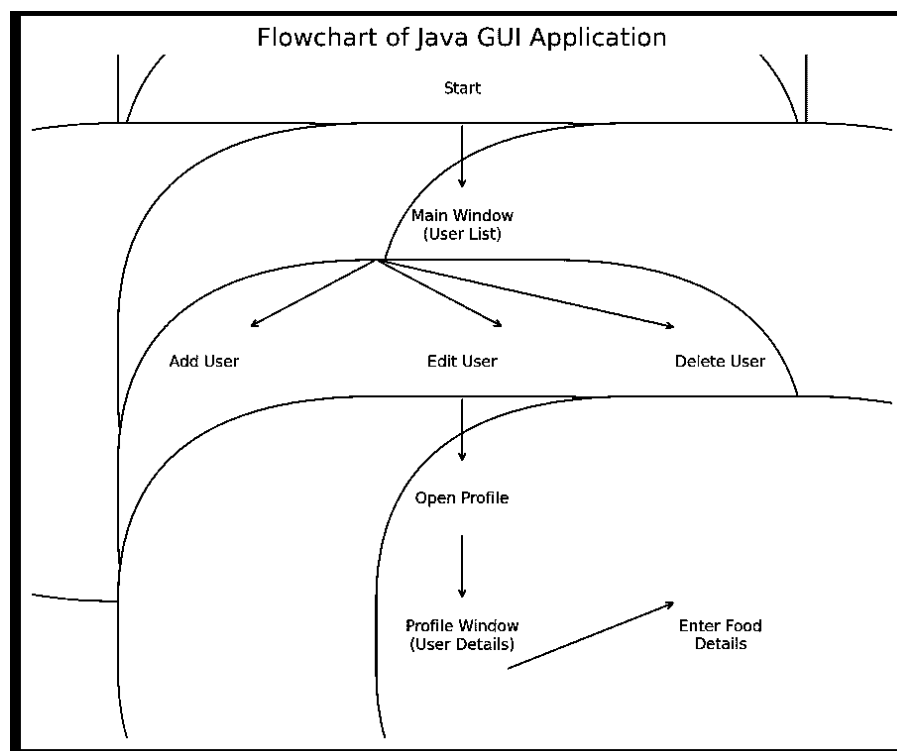 Flowchart of Java GUI Application
Start
Main Window
(User List)
Add User
Edit User
Delete User
Open Profile
Profile Window
(User Details)
Enter Food
Details